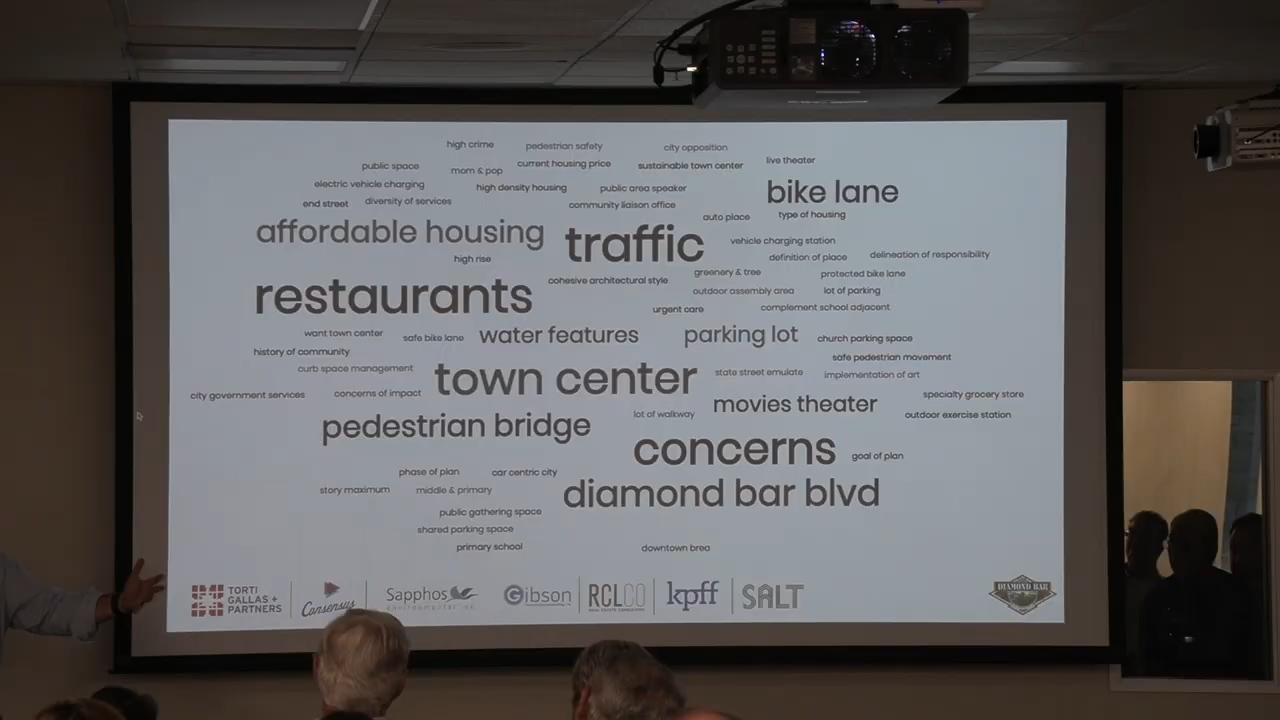 high crime
pedestrian safety
city opposition
public space
mom & pop
current housing price
sustainable town center
live theater
electric vehicle charging
high density housing
public area speaker
bike lane
end street
diversity of services
community liaison office
auto place
type of housing
affordable housing
traffic
vehicle charging station
high rise
definition of place
delineation of responsibility
cohesive architectural style
greenery & tree
protected bike lane
restaurants
outdoor assembly area
lot of parking
urgent care
complement school adjacent
want town center
safe bike lane
water features
parking lot
church parking space
history of community
safe pedestrian movement
curb space management
town center
state street emulate
implementation of art
city government services
concerns of impact
movies theater
specialty grocery store
pedestrian bridge
lot of walkway
outdoor exercise station
concerns
goal of plan
phase of plan
car centric city
story maximum
middle & primary
diamond bar blvd
public gathering space
shared parking space
primary school
downtown area
TORTI
GALLAS +
PARTNERS
Consensus
Sapphos
environmental inc
Gibson
RCLCO
REAL ESTATE CONSULTING
kpff
SALT
DIAMOND BAR